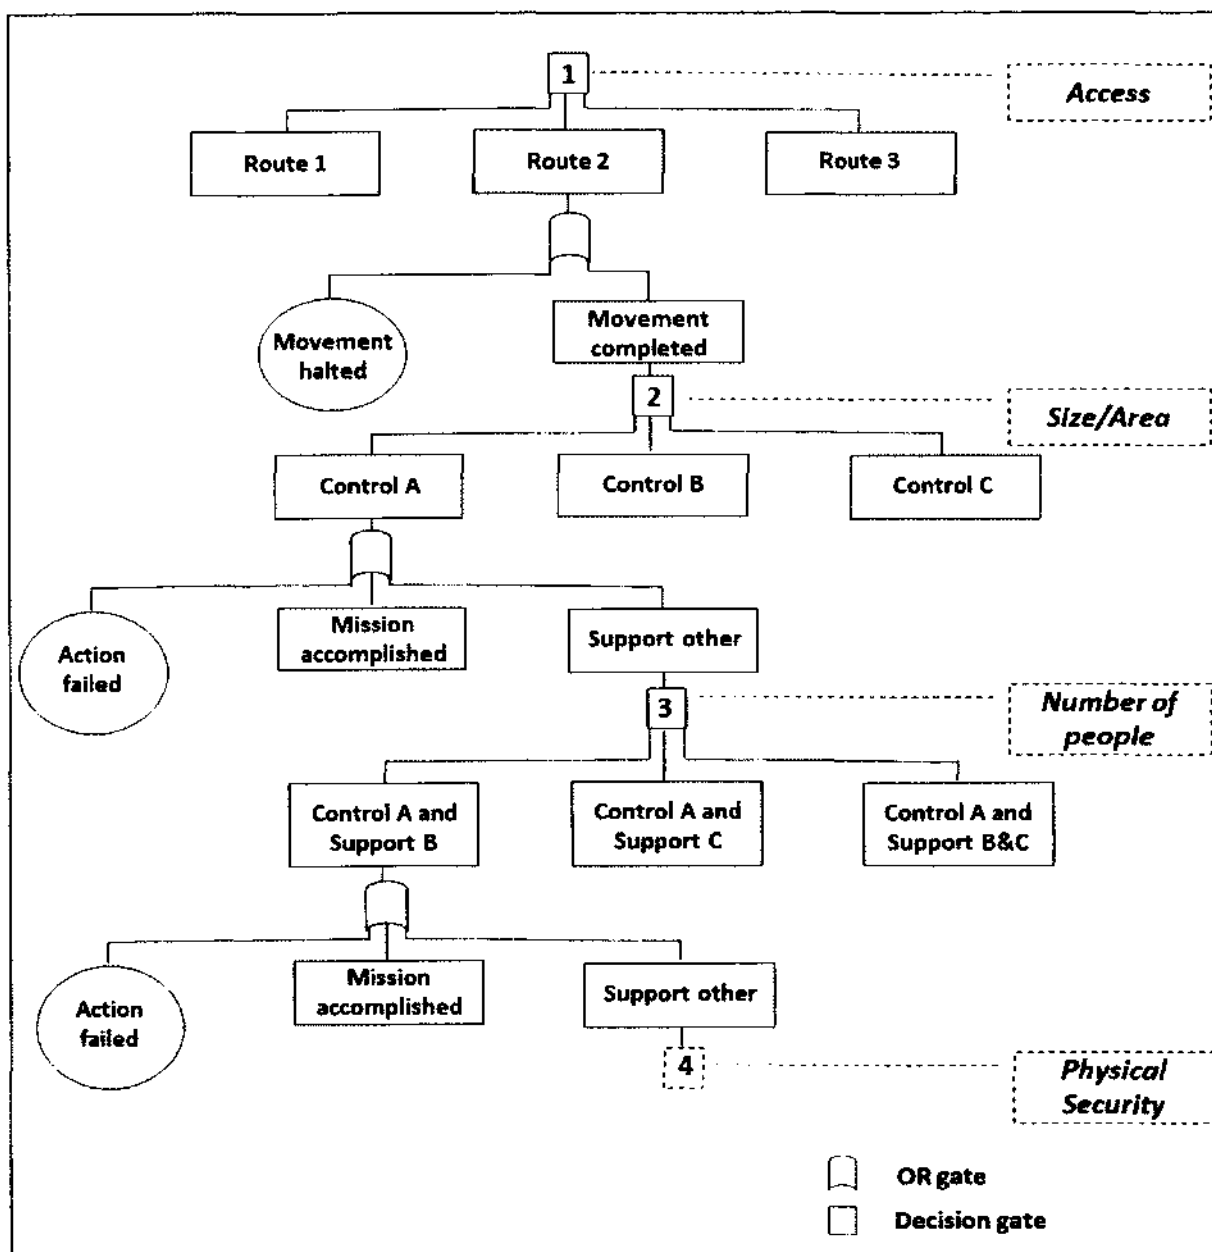 1
Access
Route 1
Route 2
Route 3
Movement
halted
Movement
completed
2
Size/Area
Control A
Control B
Control C
Action
failed
Mission
accomplished
Support other
3
Number of
people
Control A and
Support B
Control A and
Support C
Control A and
Support B&C
Action
failed
Mission
accomplished
Support other
4
Physical
Security
OR gate
Decision gate